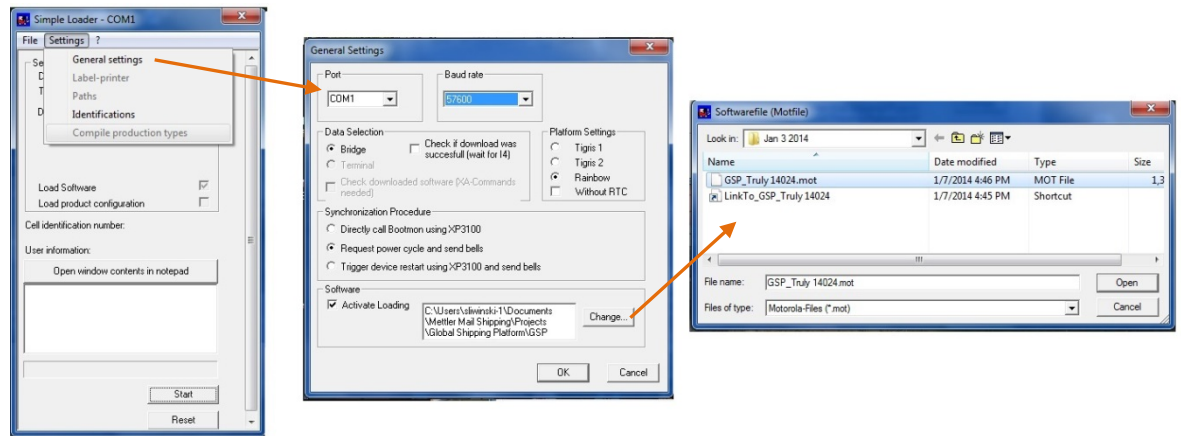 Simple Loader - COM1
File Settings ?
General settings
Label-printer
Paths
Identifications
Compile production types
Se
D
T
D
Load Software
Load product configuration
Cell identification number:
User information:
Open window contents in notepad
Start
Reset
General Settings
Port
COM1
Baud rate
57600
Data Selection
Bridge
Terminal
Check if download was
succesfull (wait for I4)
Check downloaded software (XA-Commands
needed)
Platform Settings
Tigris 1
Tigris 2
Rainbow
Without RTC
Synchronization Procedure
Directly call Bootmon using XP3100
Request power cycle and send bells
Trigger device restart using XP3100 and send bells
Software
Activate Loading
C:\Users\sliwinski-1\Documents
\Mettler Mail Shipping\Projects
\Global Shipping Platform\GSP
Change...
OK Cancel
Softwarefile (Motfile)
Look in: Jan 3 2014
Name Date modified Type Size
GSP_Truly 14024.mot 1/7/2014 4:46 PM MOT File 1,3
LinkTo_GSP_Truly 14024 1/7/2014 4:45 PM Shortcut
File name: GSP_Truly 14024.mot Open
Files of type: Motorola-Files (*.mot) Cancel